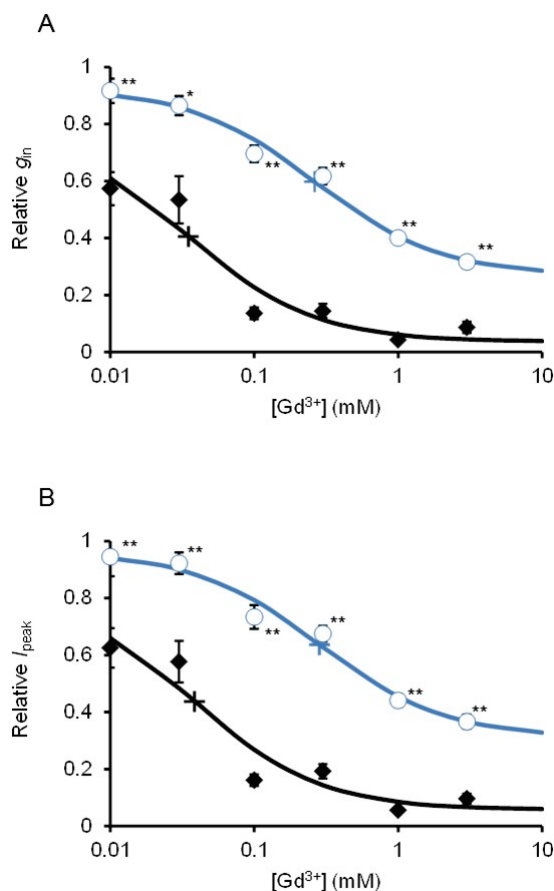 A
Relative gin
1
0.8
0.6
0.4
0.2
0
** * ** ** ** **
0.01 0.1 1 10
[Gd³⁺] (mM)
B
Relative Ipeak
1
0.8
0.6
0.4
0.2
0
** ** ** ** ** **
0.01 0.1 1 10
[Gd³⁺] (mM)